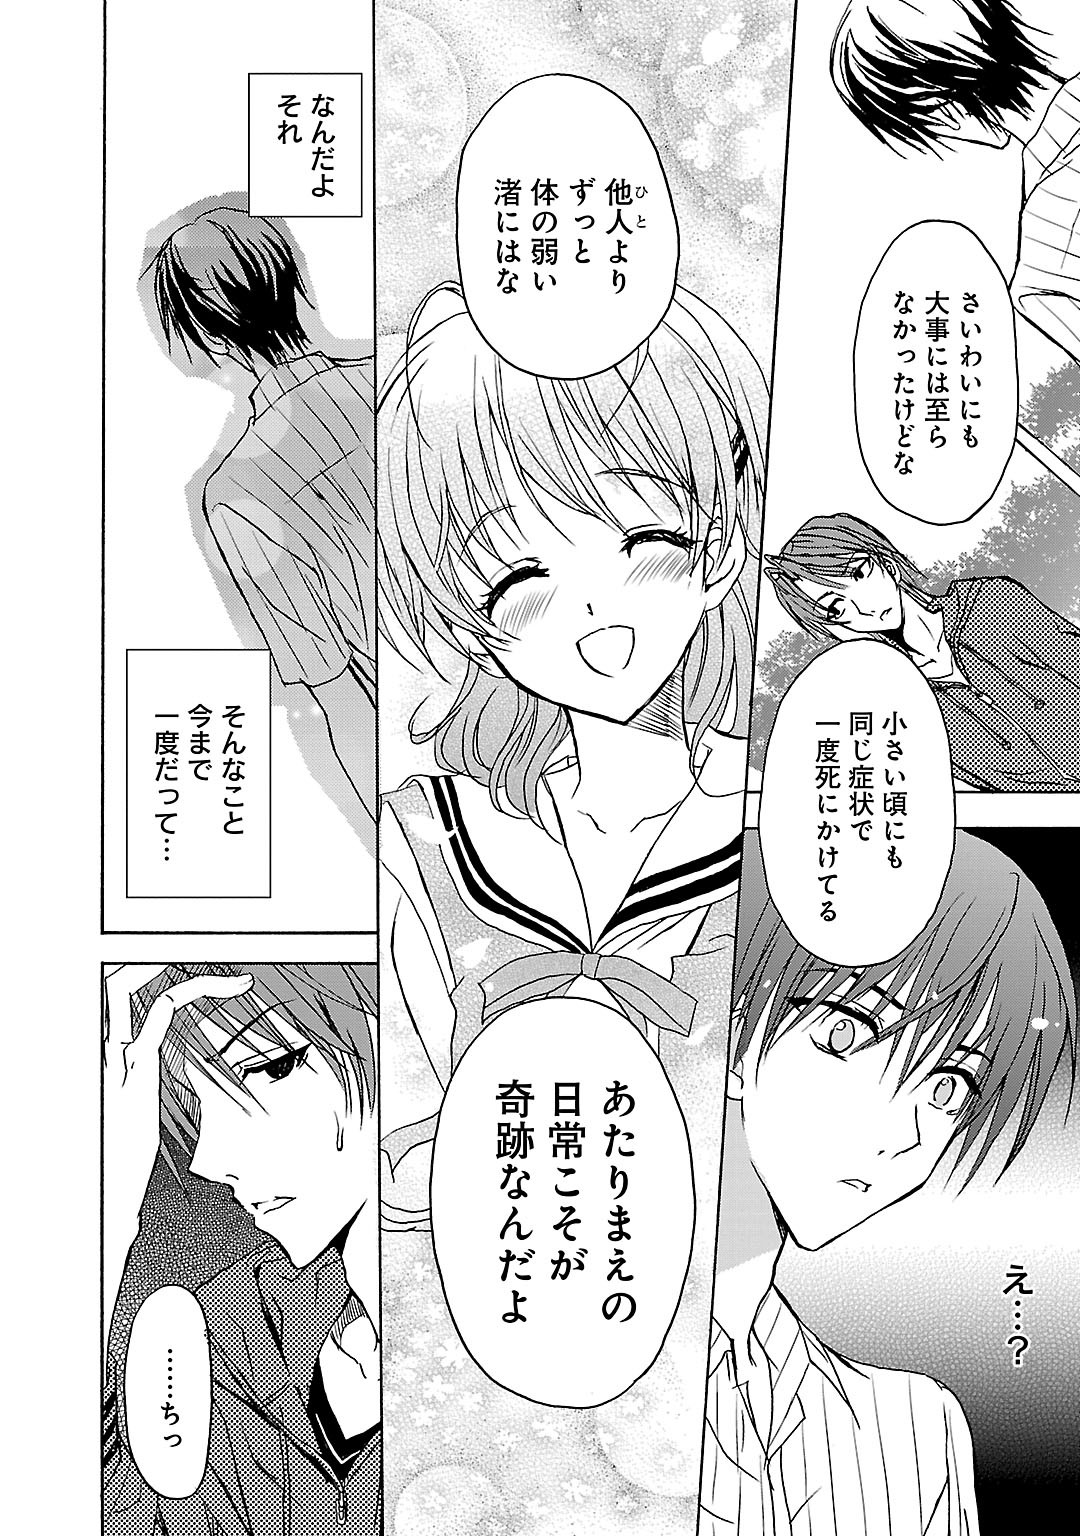 さいわいにも
大事には至ら
なかったけどな
小さい頃にも
同じ症状で
一度死にかけてる
え…?
他人より
ひと
ずっと
体の弱い
渚にはな
あたりまえの
日常こそが
奇跡なんだよ
なんだよ
それ
そんなこと
今まで
一度だって…
……ちっ